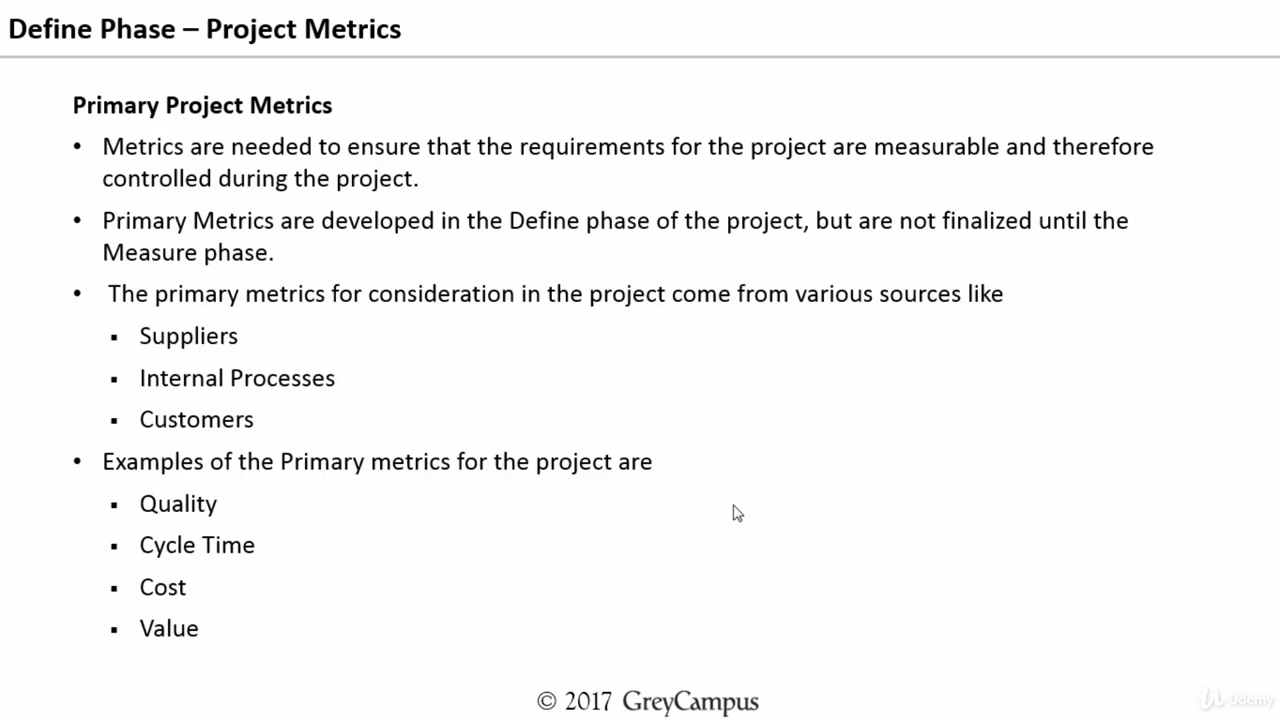 Define Phase – Project Metrics
Primary Project Metrics
• Metrics are needed to ensure that the requirements for the project are measurable and therefore
controlled during the project.
• Primary Metrics are developed in the Define phase of the project, but are not finalized until the
Measure phase.
• The primary metrics for consideration in the project come from various sources like
▪ Suppliers
▪ Internal Processes
▪ Customers
• Examples of the Primary metrics for the project are
▪ Quality
▪ Cycle Time
▪ Cost
▪ Value
© 2017 GreyCampus
Udemy